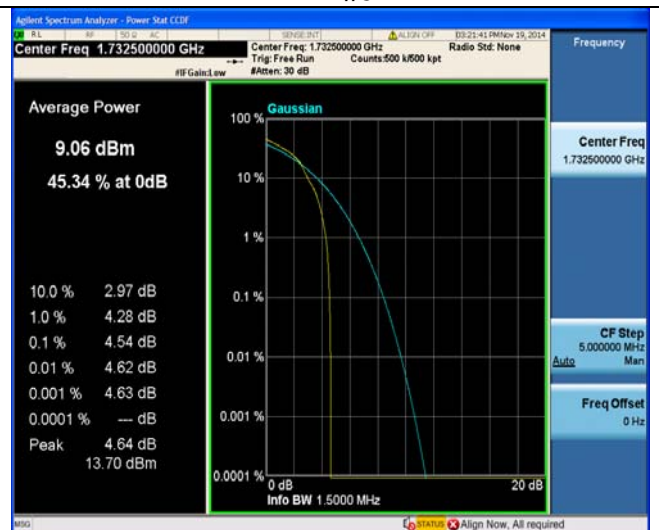 Agilent Spectrum Analyzer - Power Stat CCDF
RL RF 50 Ω AC SENSE:INT ALIGN OFF 03:21:41 PM Nov 19, 2014
Center Freq 1.732500000 GHz
Center Freq: 1.732500000 GHz Radio Std: None
Trig: Free Run Counts:500 k/500 kpt
#IFGain:Low #Atten: 30 dB
Frequency
Average Power
9.06 dBm
45.34 % at 0dB
10.0 % 2.97 dB
1.0 % 4.28 dB
0.1 % 4.54 dB
0.01 % 4.62 dB
0.001 % 4.63 dB
0.0001 % --- dB
Peak 4.64 dB
13.70 dBm
Gaussian
100 %
10 %
1 %
0.1 %
0.01 %
0.001 %
0.0001 %
0 dB 20 dB
Info BW 1.5000 MHz
Center Freq
1.732500000 GHz
CF Step
5.000000 MHz
Auto Man
Freq Offset
0 Hz
MSG STATUS Align Now, All required